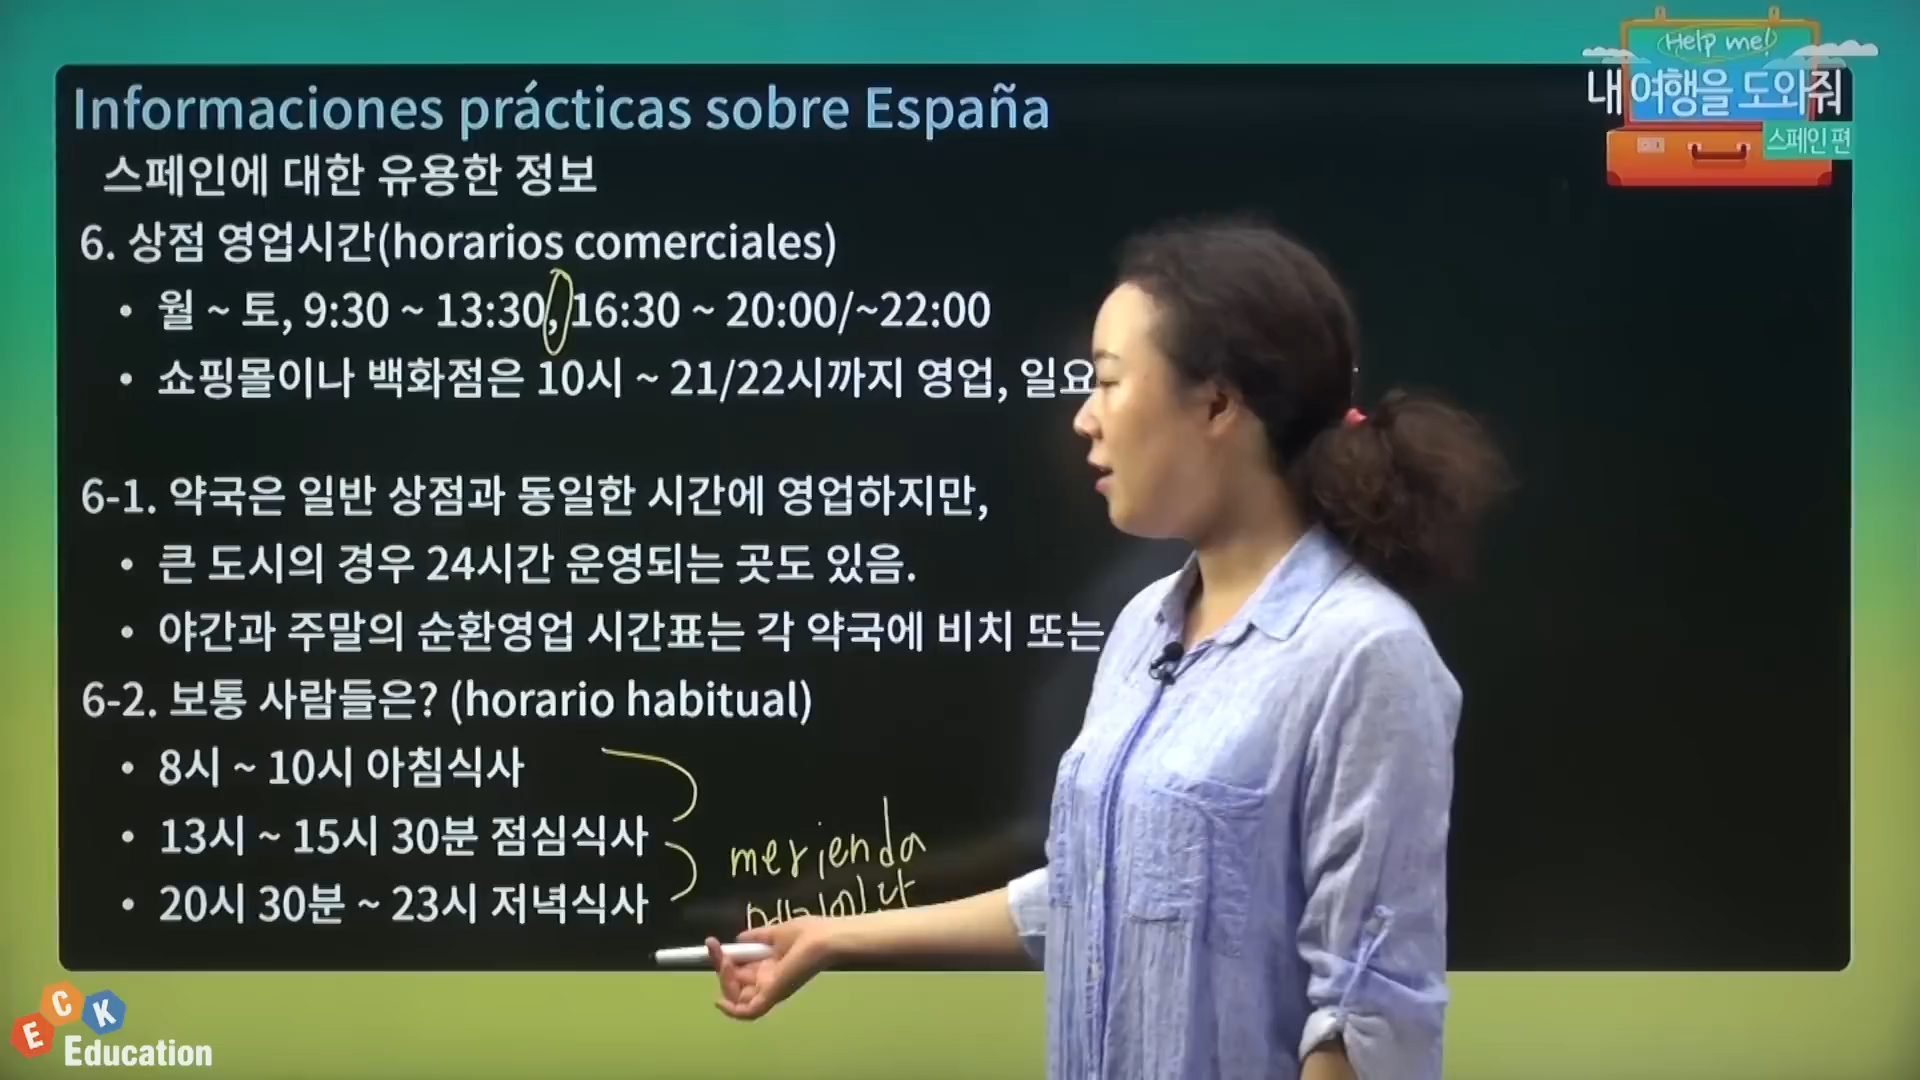 Help me!
내 여행을 도와줘
스페인 편
Informaciones prácticas sobre España
스페인에 대한 유용한 정보
6. 상점 영업시간(horarios comerciales)
• 월 ~ 토, 9:30 ~ 13:30, 16:30 ~ 20:00/~22:00
• 쇼핑몰이나 백화점은 10시 ~ 21/22시까지 영업, 일요
6-1. 약국은 일반 상점과 동일한 시간에 영업하지만,
• 큰 도시의 경우 24시간 운영되는 곳도 있음.
• 야간과 주말의 순환영업 시간표는 각 약국에 비치 또는
6-2. 보통 사람들은? (horario habitual)
• 8시 ~ 10시 아침식사
• 13시 ~ 15시 30분 점심식사
• 20시 30분 ~ 23시 저녁식사
merienda
ECK
Education